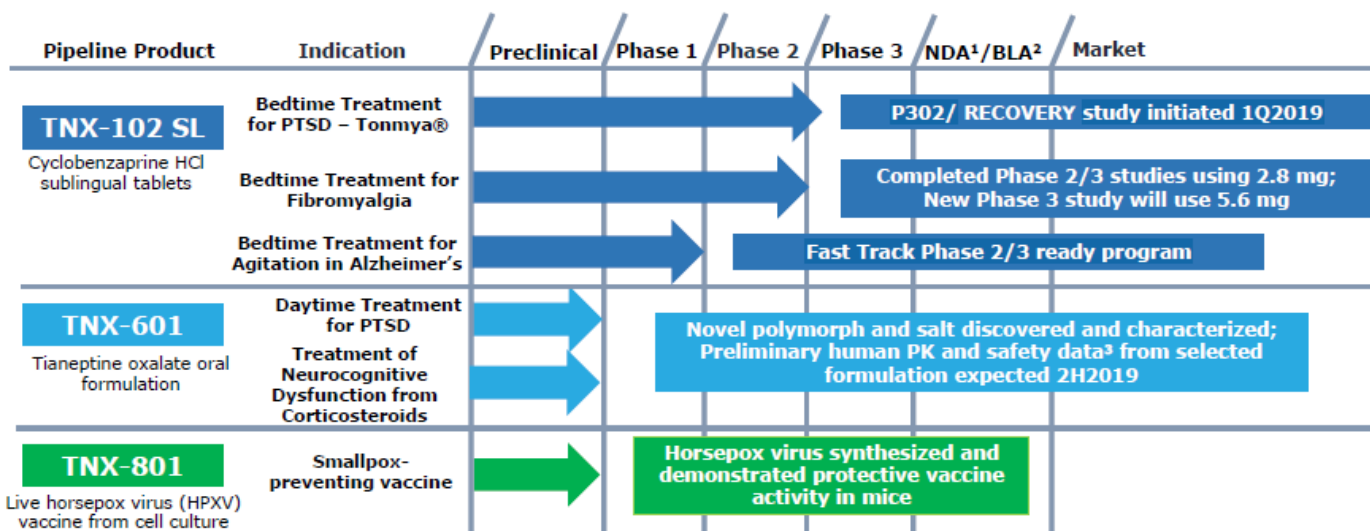 Pipeline Product Indication Preclinical Phase 1 Phase 2 Phase 3 NDA¹/BLA² Market
TNX-102 SL
Cyclobenzaprine HCl
sublingual tablets
Bedtime Treatment
for PTSD – Tonmya®
P302/ RECOVERY study initiated 1Q2019
Bedtime Treatment for
Fibromyalgia
Completed Phase 2/3 studies using 2.8 mg;
New Phase 3 study will use 5.6 mg
Bedtime Treatment for
Agitation in Alzheimer’s
Fast Track Phase 2/3 ready program
TNX-601
Tianeptine oxalate oral
formulation
Daytime Treatment
for PTSD
Treatment of
Neurocognitive
Dysfunction from
Corticosteroids
Novel polymorph and salt discovered and characterized;
Preliminary human PK and safety data³ from selected
formulation expected 2H2019
TNX-801
Live horsepox virus (HPXV)
vaccine from cell culture
Smallpox-
preventing vaccine
Horsepox virus synthesized and
demonstrated protective vaccine
activity in mice